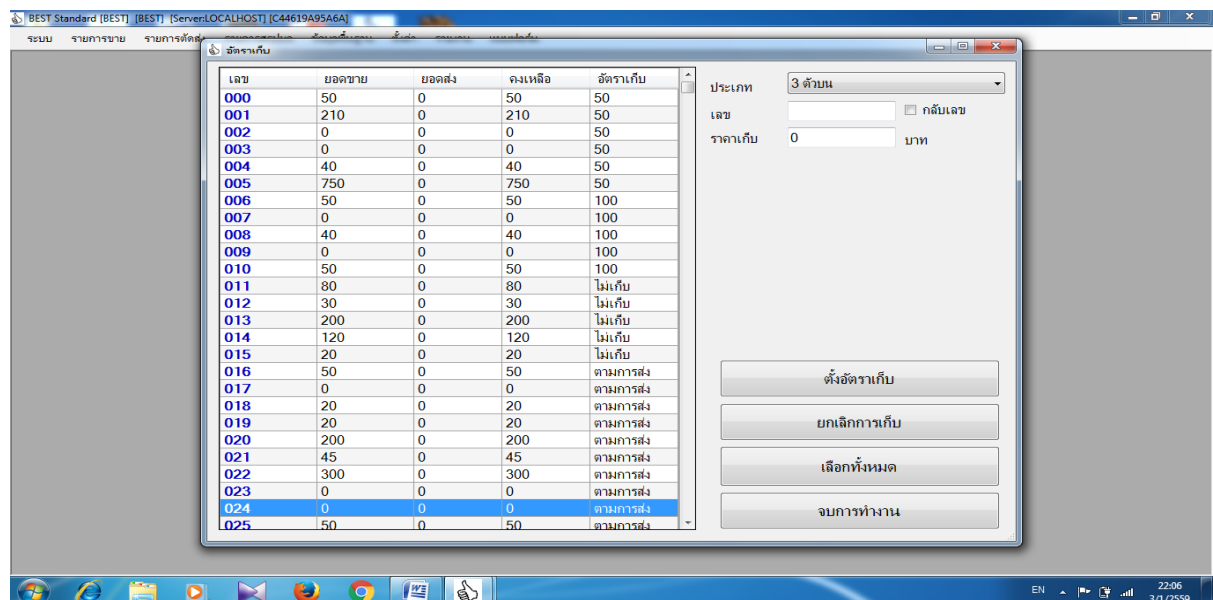 BEST Standard [BEST] [BEST] [Server:LOCALHOST] [C44619A95A6A]
ระบบ รายการขาย
อัตราเก็บ
เลข ยอดขาย ยอดส่ง คงเหลือ อัตราเก็บ
000 50 0 50 50
001 210 0 210 50
002 0 0 0 50
003 0 0 0 50
004 40 0 40 50
005 750 0 750 50
006 50 0 50 100
007 0 0 0 100
008 40 0 40 100
009 0 0 0 100
010 50 0 50 100
011 80 0 80 ไม่เก็บ
012 30 0 30 ไม่เก็บ
013 200 0 200 ไม่เก็บ
014 120 0 120 ไม่เก็บ
015 20 0 20 ไม่เก็บ
016 50 0 50 ตามการส่ง
017 0 0 0 ตามการส่ง
018 20 0 20 ตามการส่ง
019 20 0 20 ตามการส่ง
020 200 0 200 ตามการส่ง
021 45 0 45 ตามการส่ง
022 300 0 300 ตามการส่ง
023 0 0 0 ตามการส่ง
024 0 0 0 ตามการส่ง
025 50 0 50 ตามการส่ง
ประเภท 3 ตัวบน
เลข กลับเลข
ราคาเก็บ 0 บาท
ตั้งอัตราเก็บ
ยกเลิกการเก็บ
เลือกทั้งหมด
จบการทำงาน
EN 22:06
3/1/2559